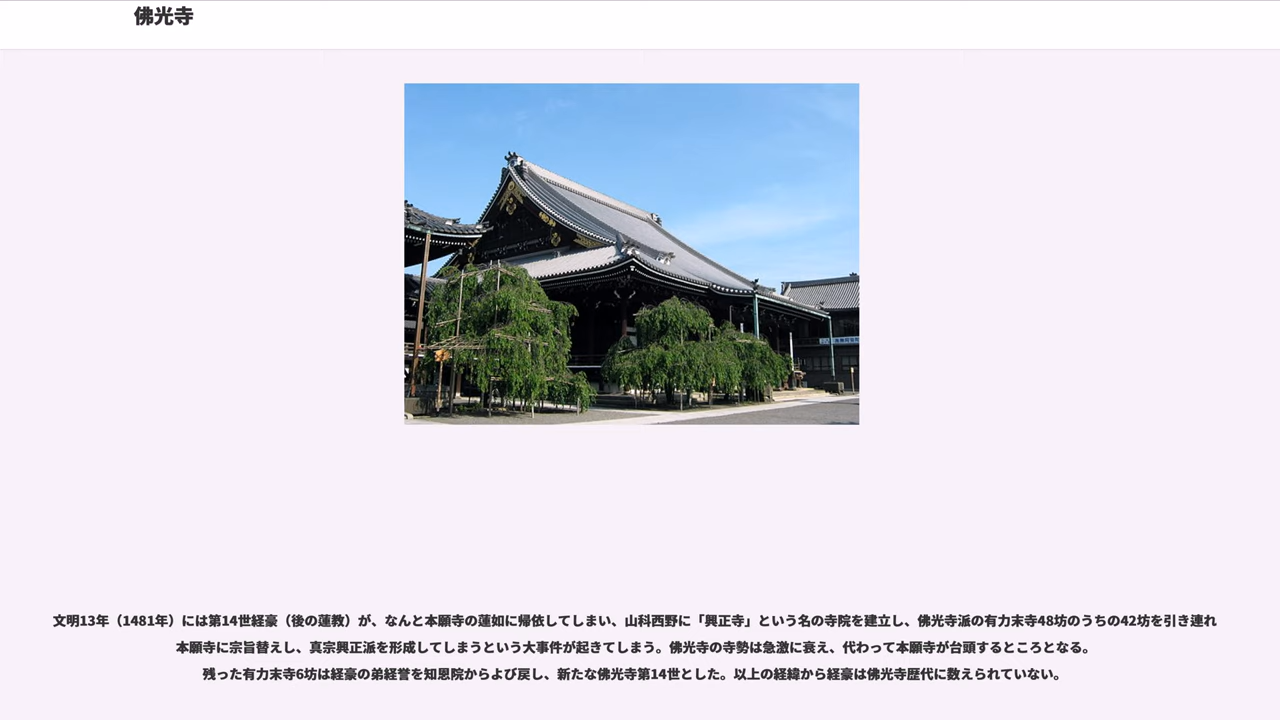 佛光寺
文明13年（1481年）には第14世経豪（後の蓮教）が、なんと本願寺の蓮如に帰依してしまい、山科西野に「興正寺」という名の寺院を建立し、佛光寺派の有力末寺48坊のうちの42坊を引き連れ
本願寺に宗旨替えし、真宗興正派を形成してしまうという大事件が起きてしまう。佛光寺の寺勢は急激に衰え、代わって本願寺が台頭するところとなる。
残った有力末寺6坊は経豪の弟経誉を知恩院からよび戻し、新たな佛光寺第14世とした。以上の経緯から経豪は佛光寺歴代に数えられていない。